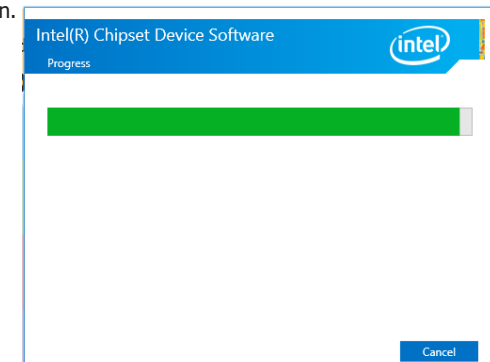 n.
Intel(R) Chipset Device Software
intel
Progress
Cancel